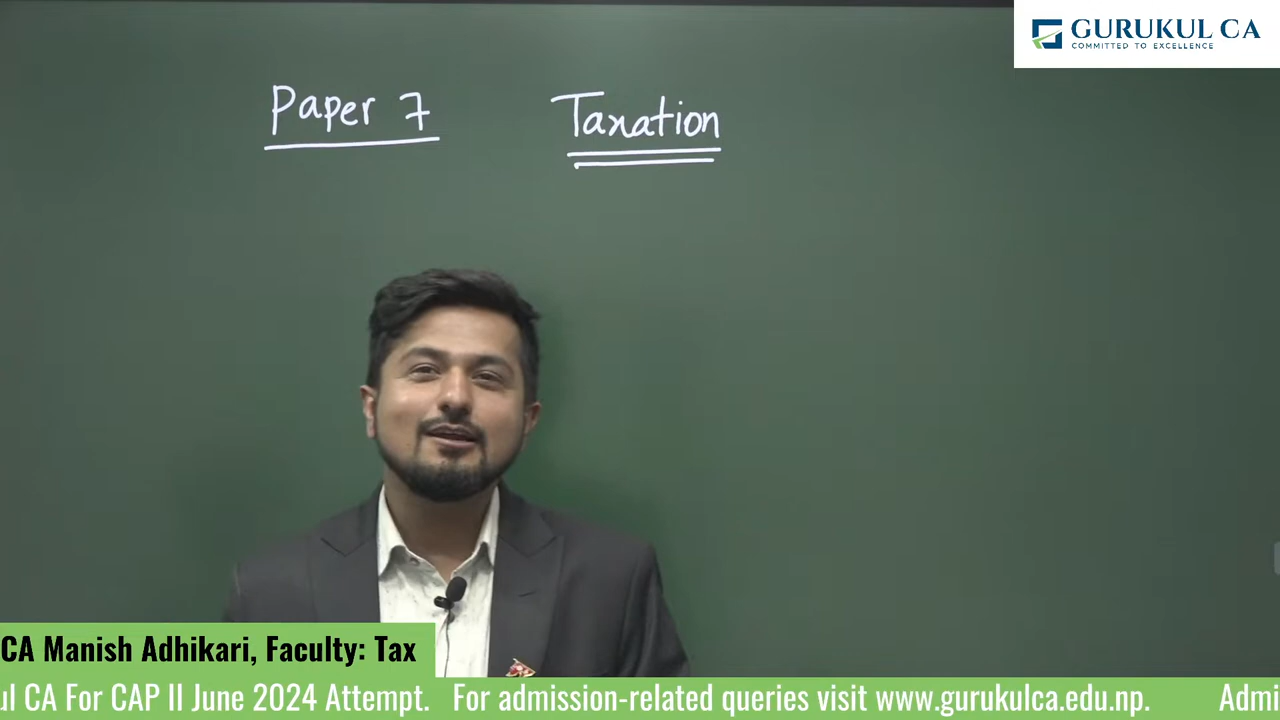 GURUKUL CA
COMMITTED TO EXCELLENCE
Paper 7 Taxation
CA Manish Adhikari, Faculty: Tax
ul CA For CAP II June 2024 Attempt. For admission-related queries visit www.gurukulca.edu.np. Admi